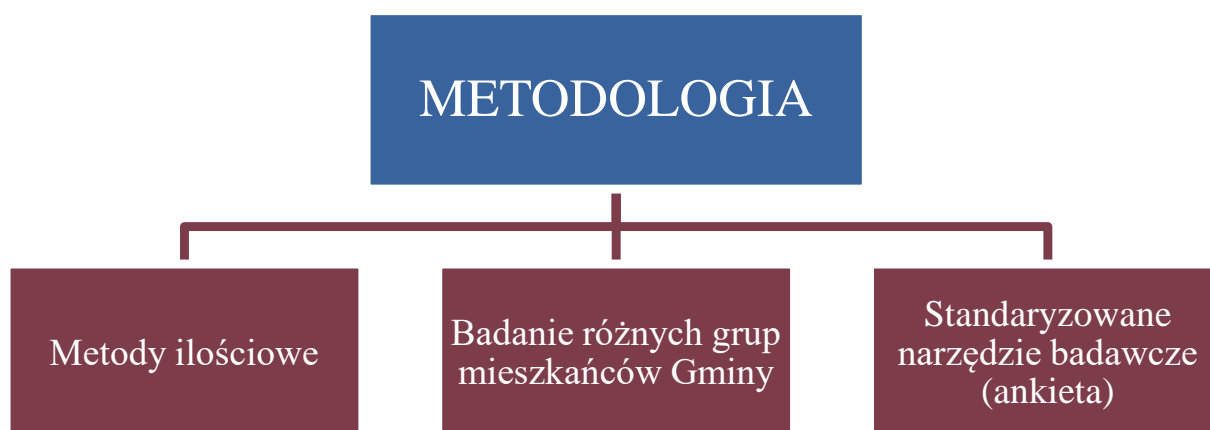 METODOLOGIA
Metody ilościowe
Badanie różnych grup
mieszkańców Gminy
Standaryzowane
narzędzie badawcze
(ankieta)